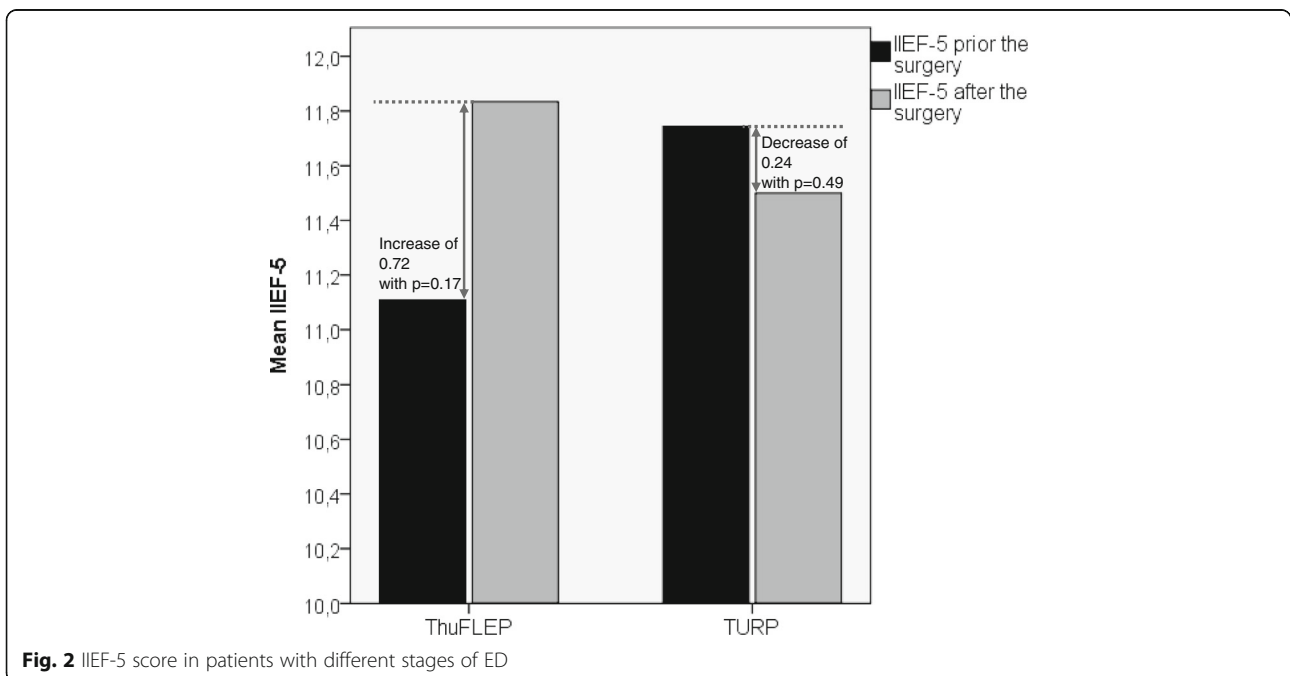 12,0
11,8
11,6
11,4
11,2
11,0
10,8
10,6
10,4
10,2
10,0
Mean IIEF-5
IIEF-5 prior the
surgery
IIEF-5 after the
surgery
Increase of
0.72
with p=0.17
Decrease of
0.24
with p=0.49
ThuFLEP
TURP
Fig. 2 IIEF-5 score in patients with different stages of ED